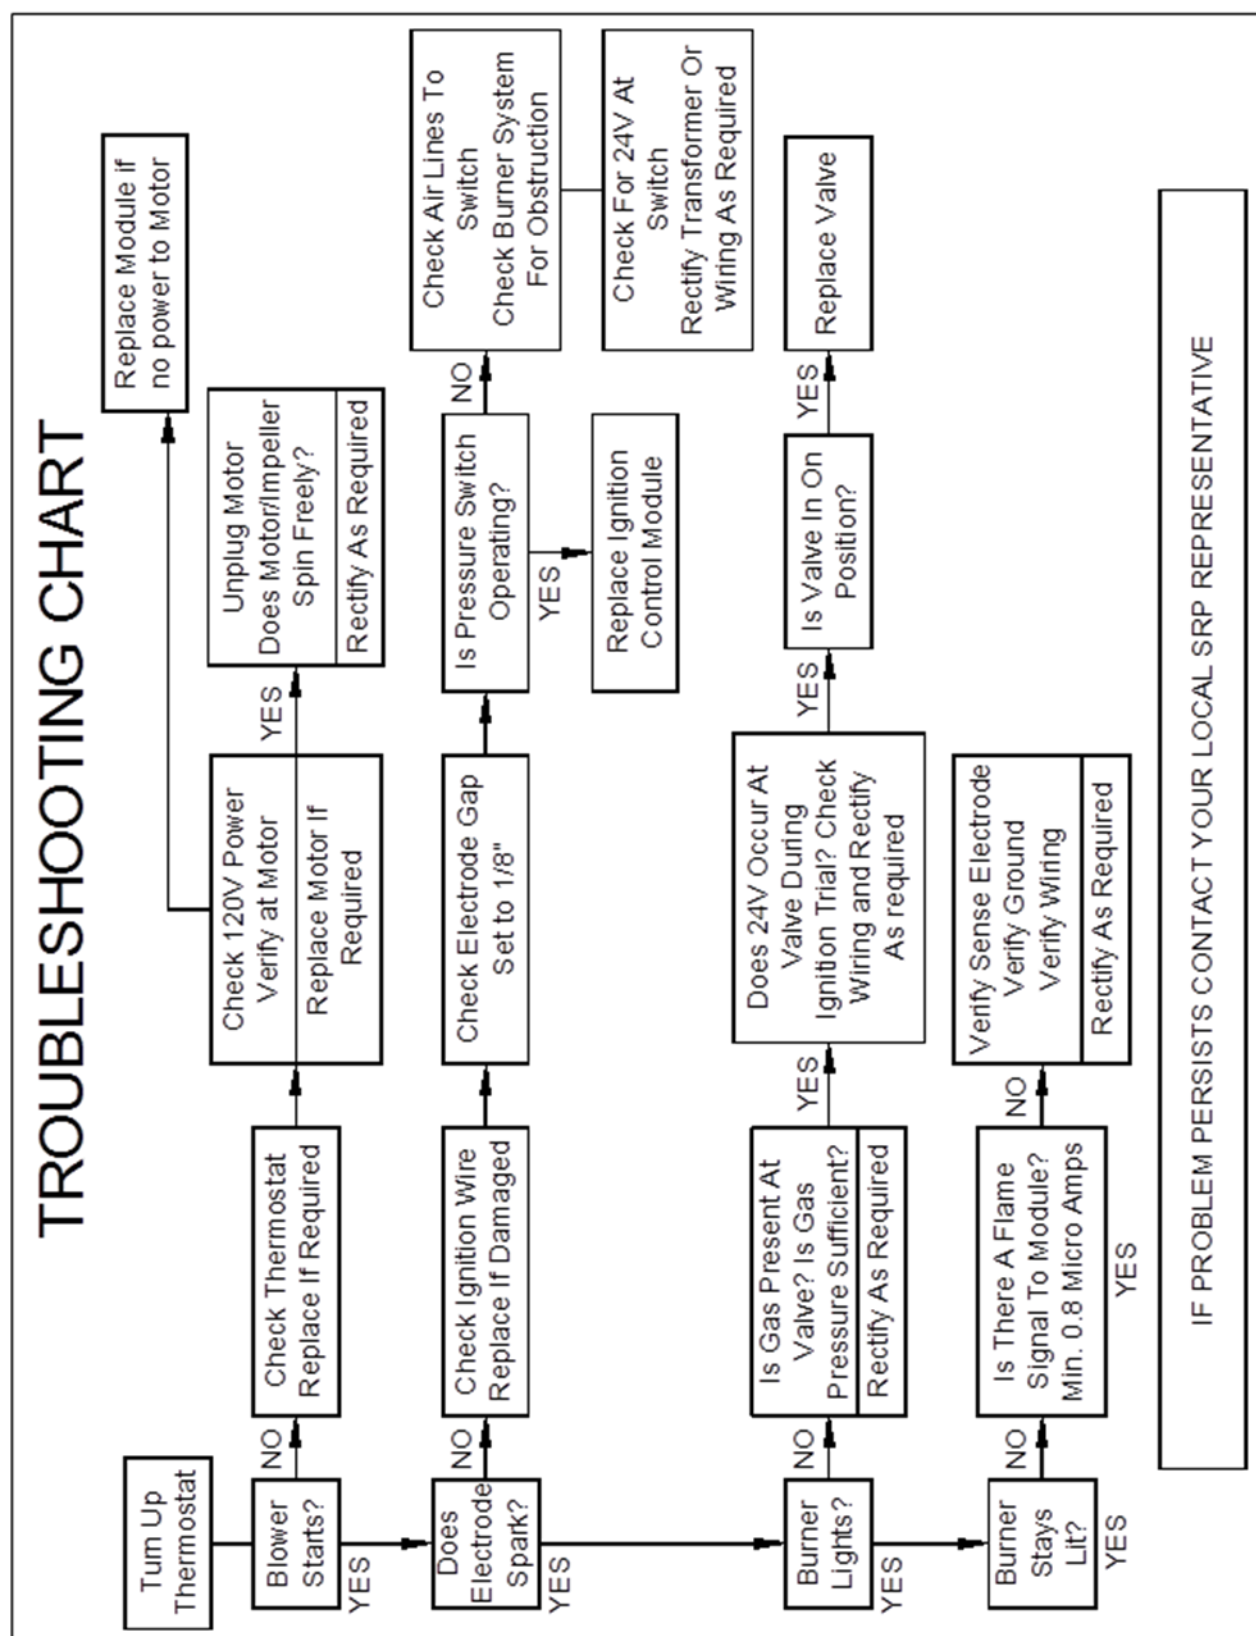 TROUBLESHOOTING CHART
Turn Up
Thermostat
Blower
Starts?
NO
Check Thermostat
Replace If Required
Check 120V Power
Verify at Motor
Replace Motor If
Required
YES
Unplug Motor
Does Motor/Impeller
Spin Freely?
Rectify As Required
Replace Module if
no power to Motor
YES
Does
Electrode
Spark?
NO
Check Ignition Wire
Replace If Damaged
Check Electrode Gap
Set to 1/8"
Is Pressure Switch
Operating?
NO
Check Air Lines To
Switch
Check Burner System
For Obstruction
Check For 24V At
Switch
Rectify Transformer Or
Wiring As Required
YES
Replace Ignition
Control Module
YES
Burner
Lights?
NO
Is Gas Present At
Valve? Is Gas
Pressure Sufficient?
Rectify As Required
YES
Does 24V Occur At
Valve During
Ignition Trial? Check
Wiring and Rectify
As required
YES
Is Valve In On
Position?
YES
Replace Valve
YES
Burner
Stays
Lit?
NO
Is There A Flame
Signal To Module?
Min. 0.8 Micro Amps
NO
Verify Sense Electrode
Verify Ground
Verify Wiring
Rectify As Required
YES
YES
IF PROBLEM PERSISTS CONTACT YOUR LOCAL SRP REPRESENTATIVE